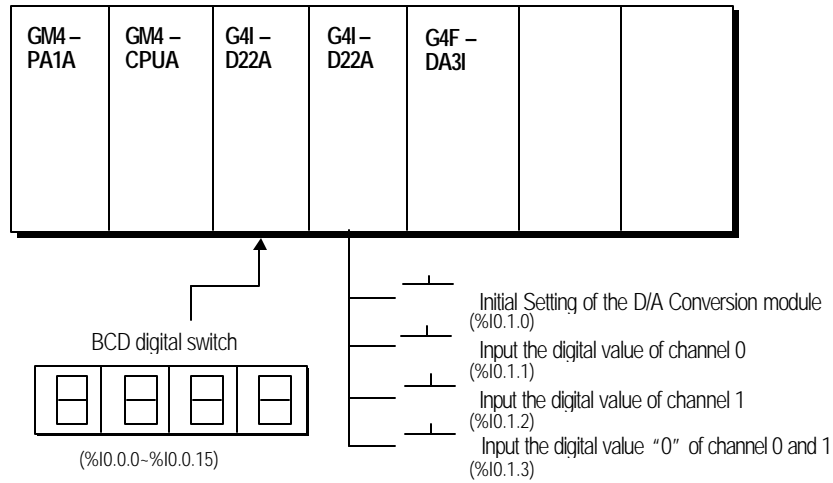 GM4 – PA1A
GM4 – CPUA
G4I – D22A
G4I – D22A
G4F – DA3I
BCD digital switch
(%I0.0.0~%I0.0.15)
Initial Setting of the D/A Conversion module
(%I0.1.0)
Input the digital value of channel 0
(%I0.1.1)
Input the digital value of channel 1
(%I0.1.2)
Input the digital value “0” of channel 0 and 1
(%I0.1.3)